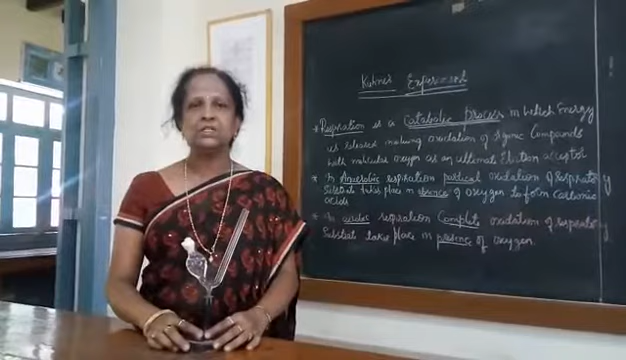 Kuhnes Experiment
* Respiration is a Catabolic Process in which Energy
is released involving oxidation of organic Compounds
with molecular oxygen as an ultimate Electron acceptor
* In Anaerobic Respiration partial oxidation of Respiratory
Substrate takes place in absence of oxygen to form Carbonic
acids
* In aerobic respiration Complete oxidation of Respiratory
Substrate takes place in presence of oxygen.